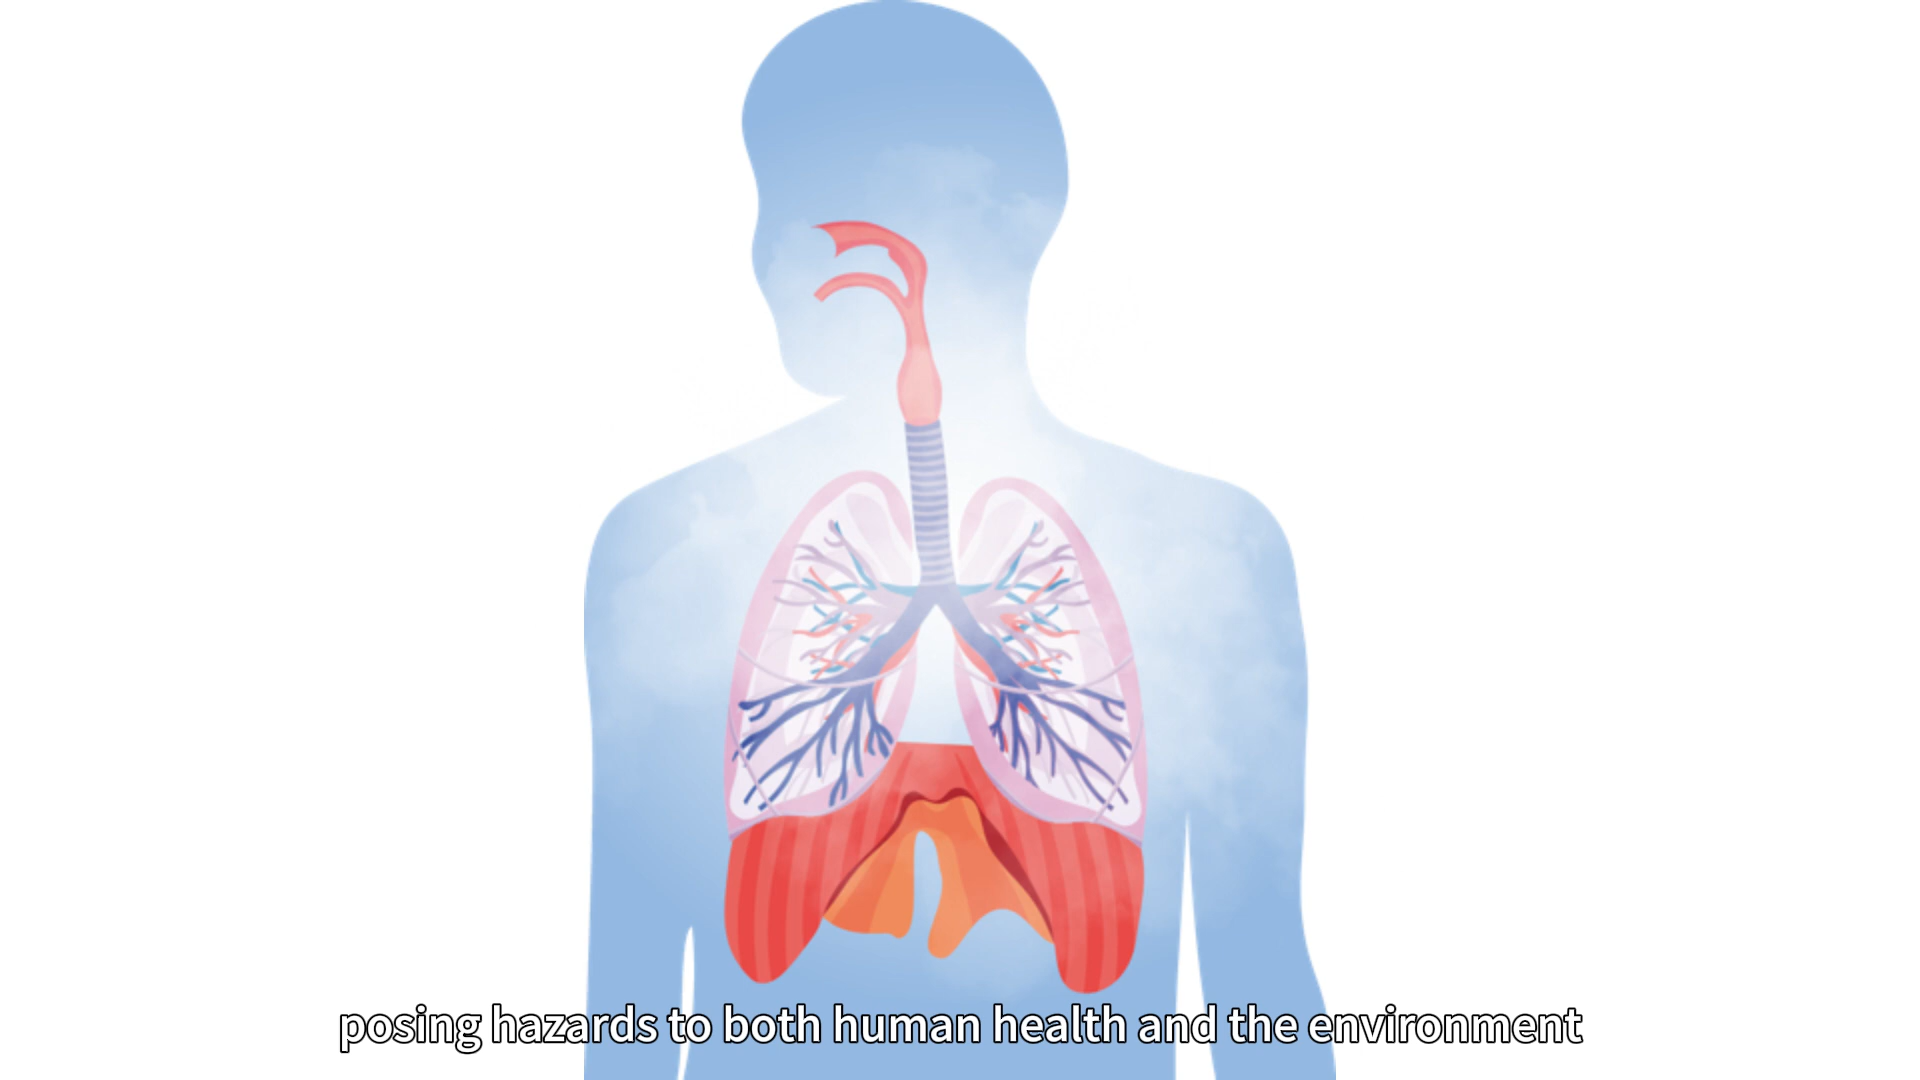 posing hazards to both human health and the environment